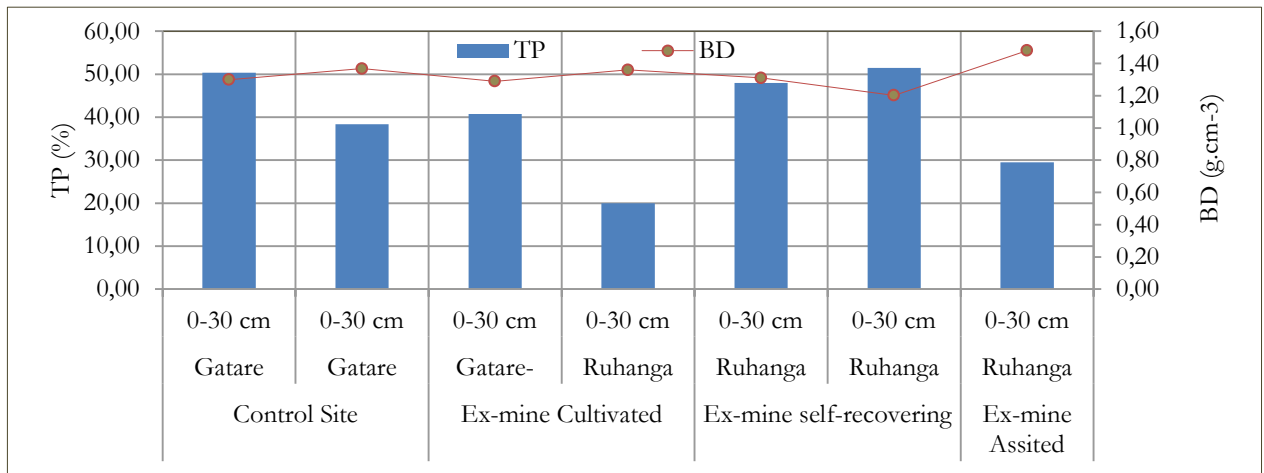 60,00 1,60
TP BD
50,00 1,40
1,20
40,00 1,00
30,00 0,80
20,00 0,60
0,40
10,00 0,20
0,00 0,00
TP (%)
BD (g.cm-3)
0-30 cm 0-30 cm 0-30 cm 0-30 cm 0-30 cm 0-30 cm 0-30 cm
Gatare Gatare Gatare- Ruhanga Ruhanga Ruhanga Ruhanga
Control Site Ex-mine Cultivated Ex-mine self-recovering Ex-mine
Assited